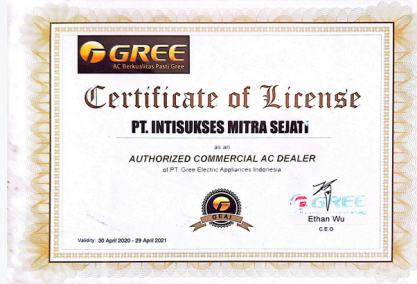 GREE
AC Berkualitas Pasti Gree
Certificate of License
PT. INTISUKSES MITRA SEJATI
as an
AUTHORIZED COMMERCIAL AC DEALER
of PT. Gree Electric Appliances Indonesia
GEAI
GREE
Ethan Wu
C.E.O
Validity: 30 April 2020 - 29 April 2021